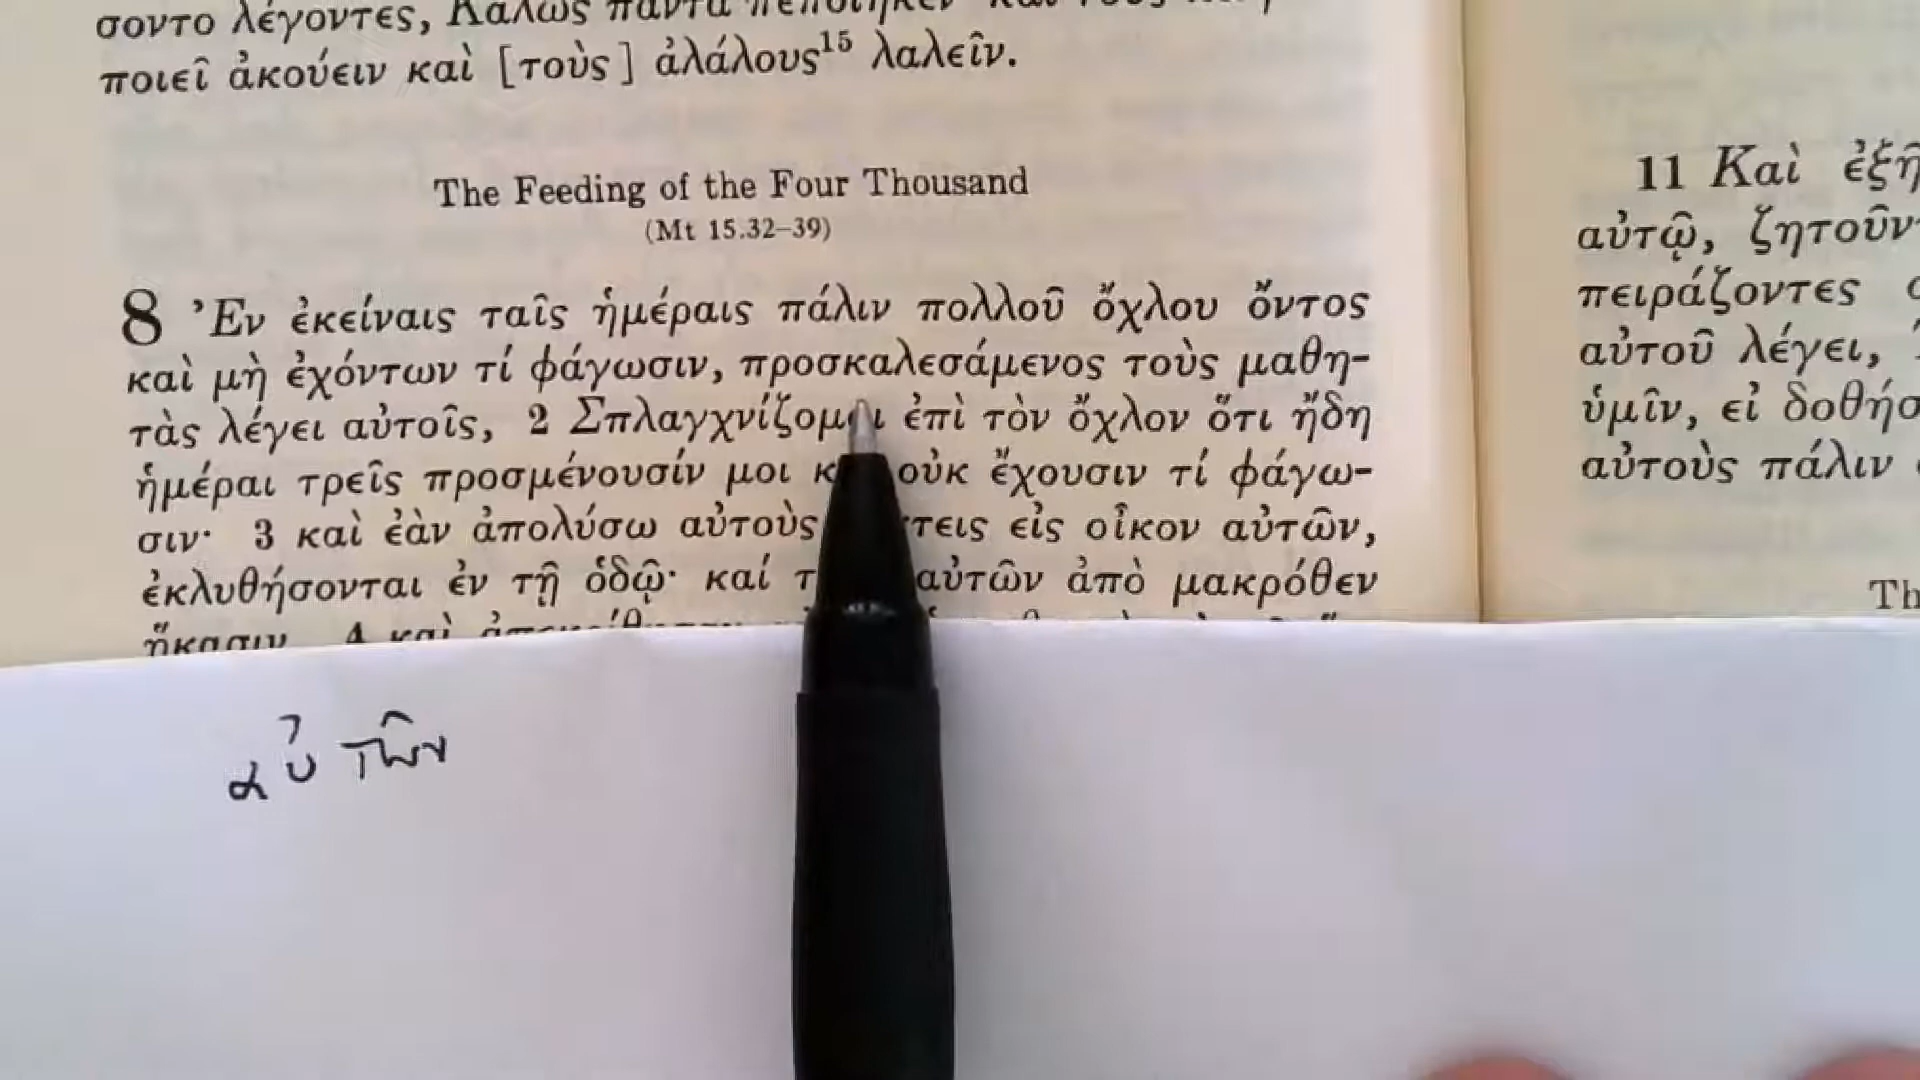 σοντο λέγοντες, Καλῶς πάντα πεποίηκεν
ποιεῖ ἀκούειν καὶ [τοὺς] ἀλάλους¹⁵ λαλεῖν.
The Feeding of the Four Thousand
(Mt 15.32–39)
8 Ἐν ἐκείναις ταῖς ἡμέραις πάλιν πολλοῦ ὄχλου ὄντος
καὶ μὴ ἐχόντων τί φάγωσιν, προσκαλεσάμενος τοὺς μαθη-
τὰς λέγει αὐτοῖς, 2 Σπλαγχνίζομαι ἐπὶ τὸν ὄχλον ὅτι ἤδη
ἡμέραι τρεῖς προσμένουσίν μοι κ οὐκ ἔχουσιν τί φάγω-
σιν· 3 καὶ ἐὰν ἀπολύσω αὐτοὺς τεις εἰς οἶκον αὐτῶν,
ἐκλυθήσονται ἐν τῇ ὁδῷ· καί τ αὐτῶν ἀπὸ μακρόθεν
ἥκασιν 4 καὶ
αὐτῶν
11 Καὶ ἐξῆ
αὐτῷ, ζητοῦν
πειράζοντες
αὐτοῦ λέγει,
ὑμῖν, εἰ δοθήσ
αὐτοὺς πάλιν
Th